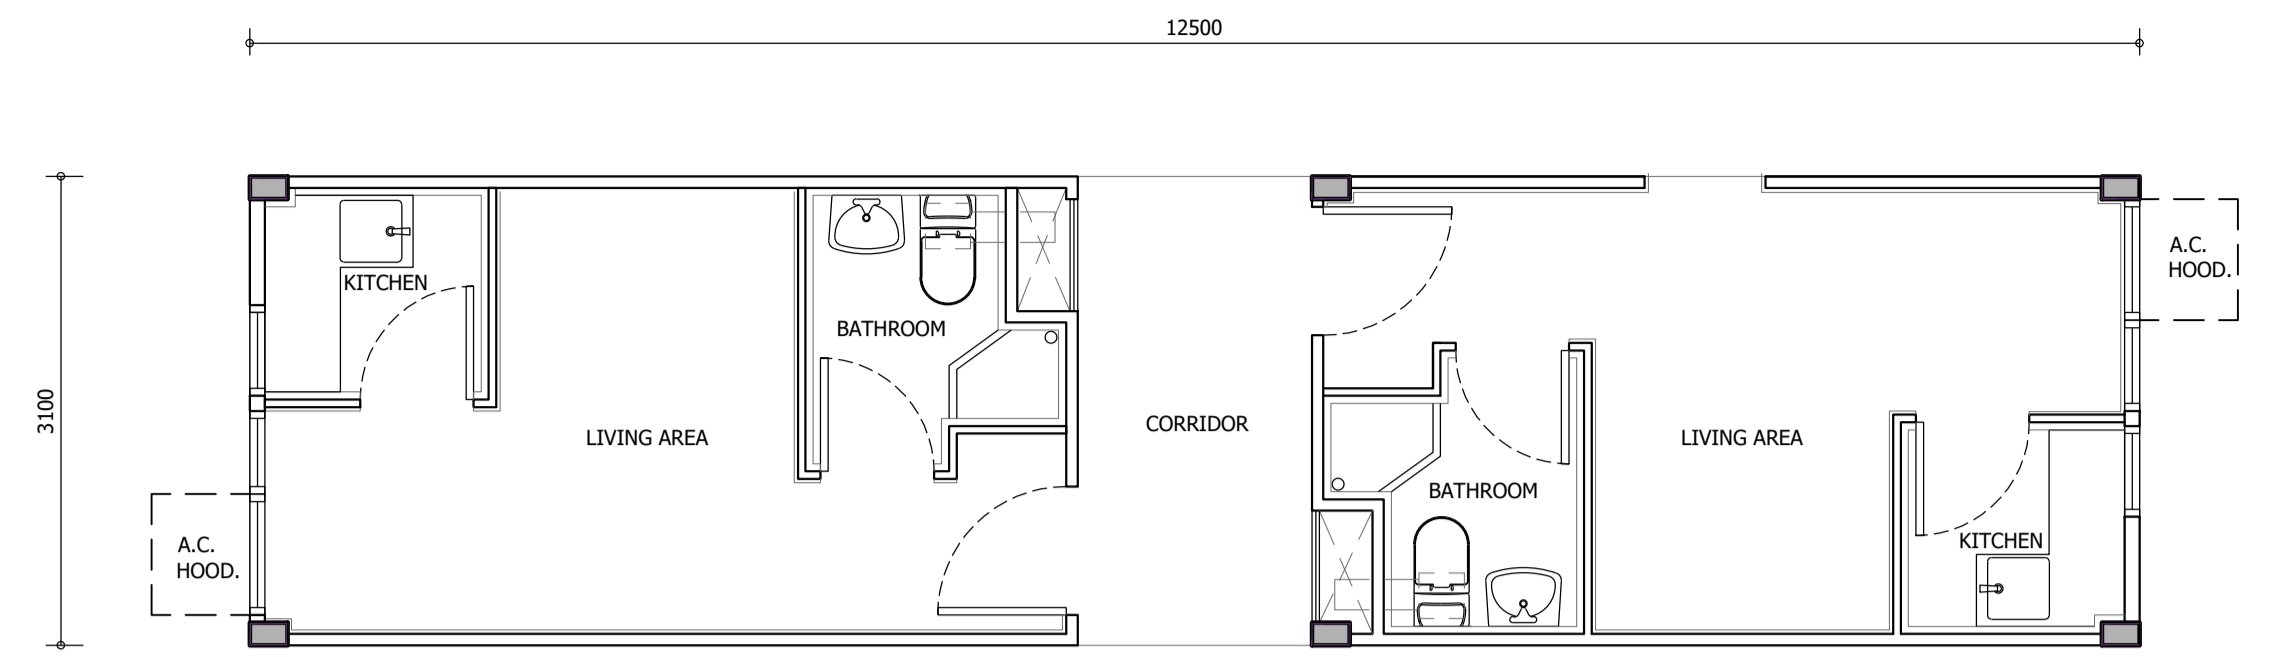 12500
3100
KITCHEN
BATHROOM
LIVING AREA
A.C.
HOOD.
CORRIDOR
A.C.
HOOD.
LIVING AREA
BATHROOM
KITCHEN